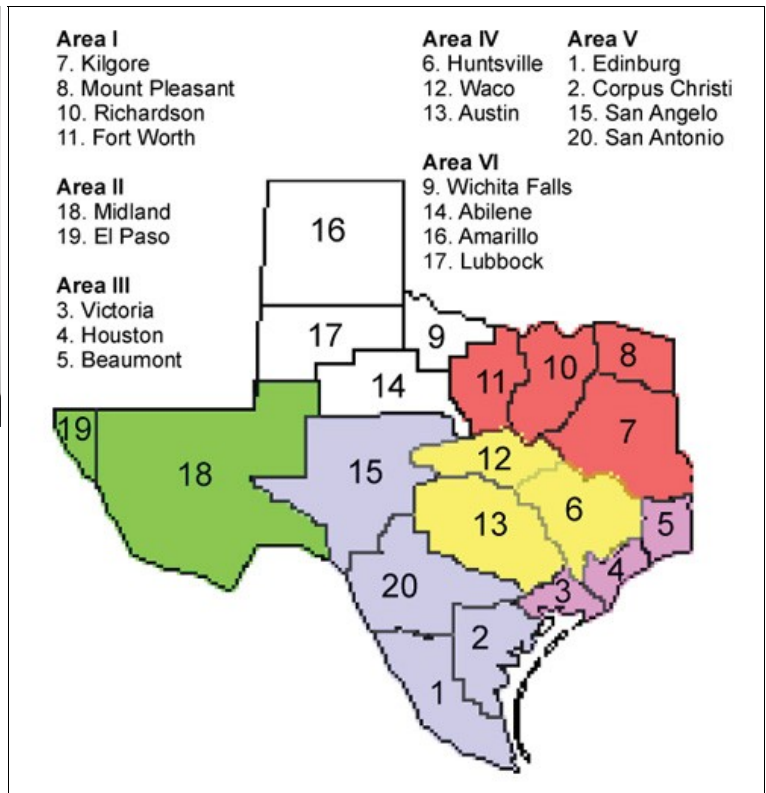 Area I
7. Kilgore
8. Mount Pleasant
10. Richardson
11. Fort Worth
Area II
18. Midland
19. El Paso
Area III
3. Victoria
4. Houston
5. Beaumont
Area IV
6. Huntsville
12. Waco
13. Austin
Area V
1. Edinburg
2. Corpus Christi
15. San Angelo
20. San Antonio
Area VI
9. Wichita Falls
14. Abilene
16. Amarillo
17. Lubbock
16
17
9
14
11
10
8
7
19
18
15
12
13
6
5
4
3
20
2
1